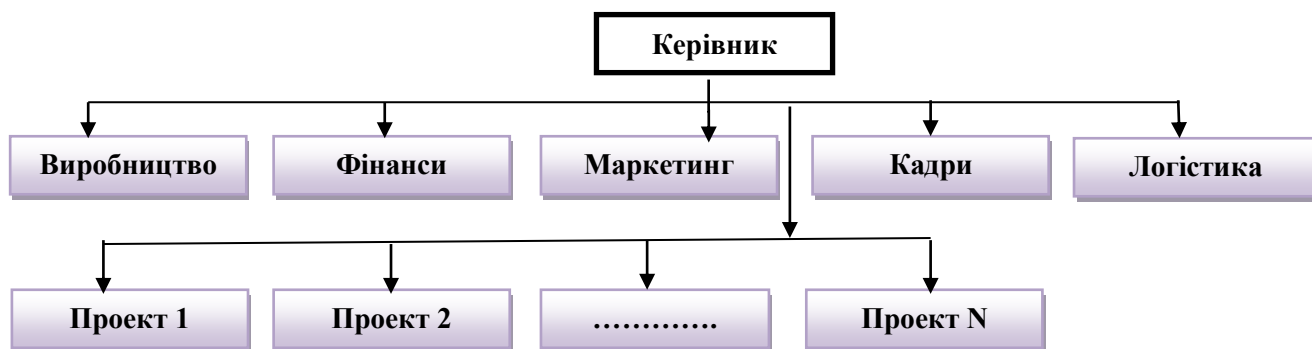 Керівник
Виробництво
Фінанси
Маркетинг
Кадри
Логістика
Проект 1
Проект 2
………….
Проект N